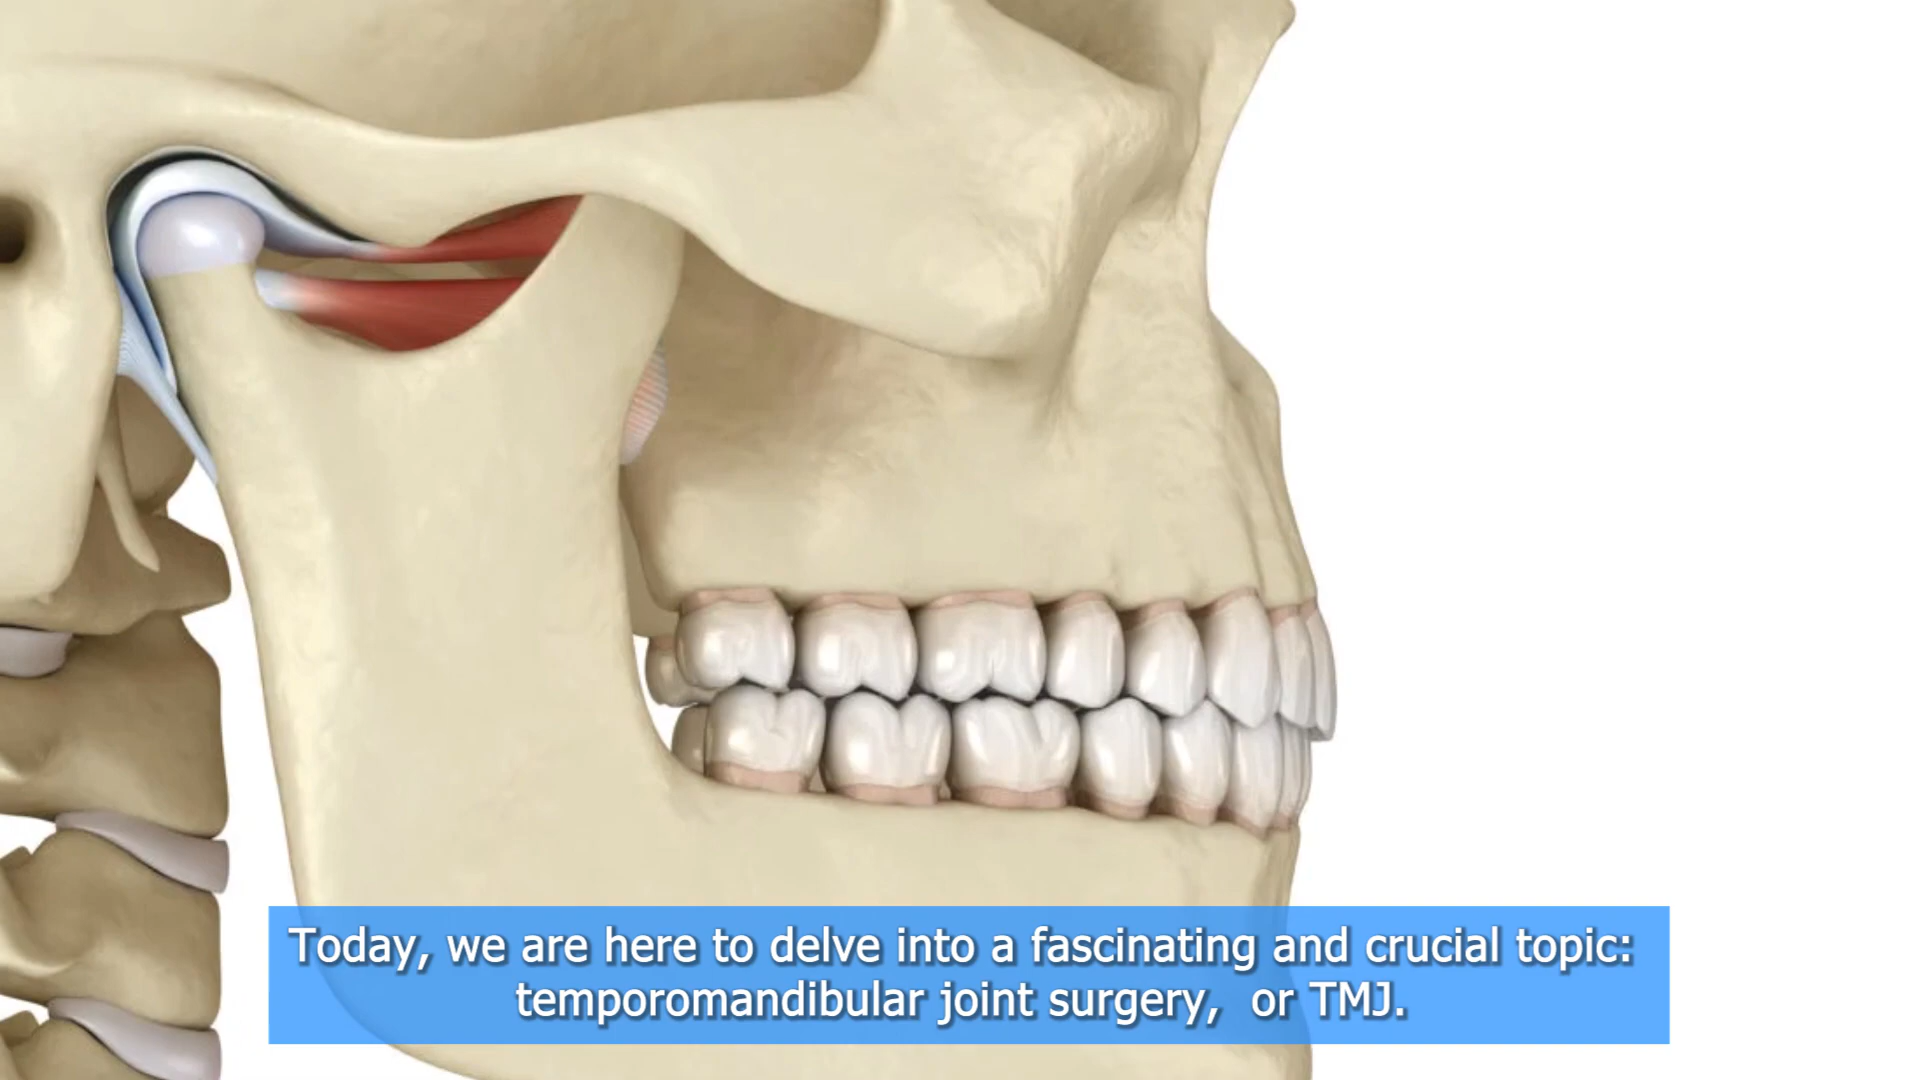 Today, we are here to delve into a fascinating and crucial topic:
temporomandibular joint surgery,  or TMJ.